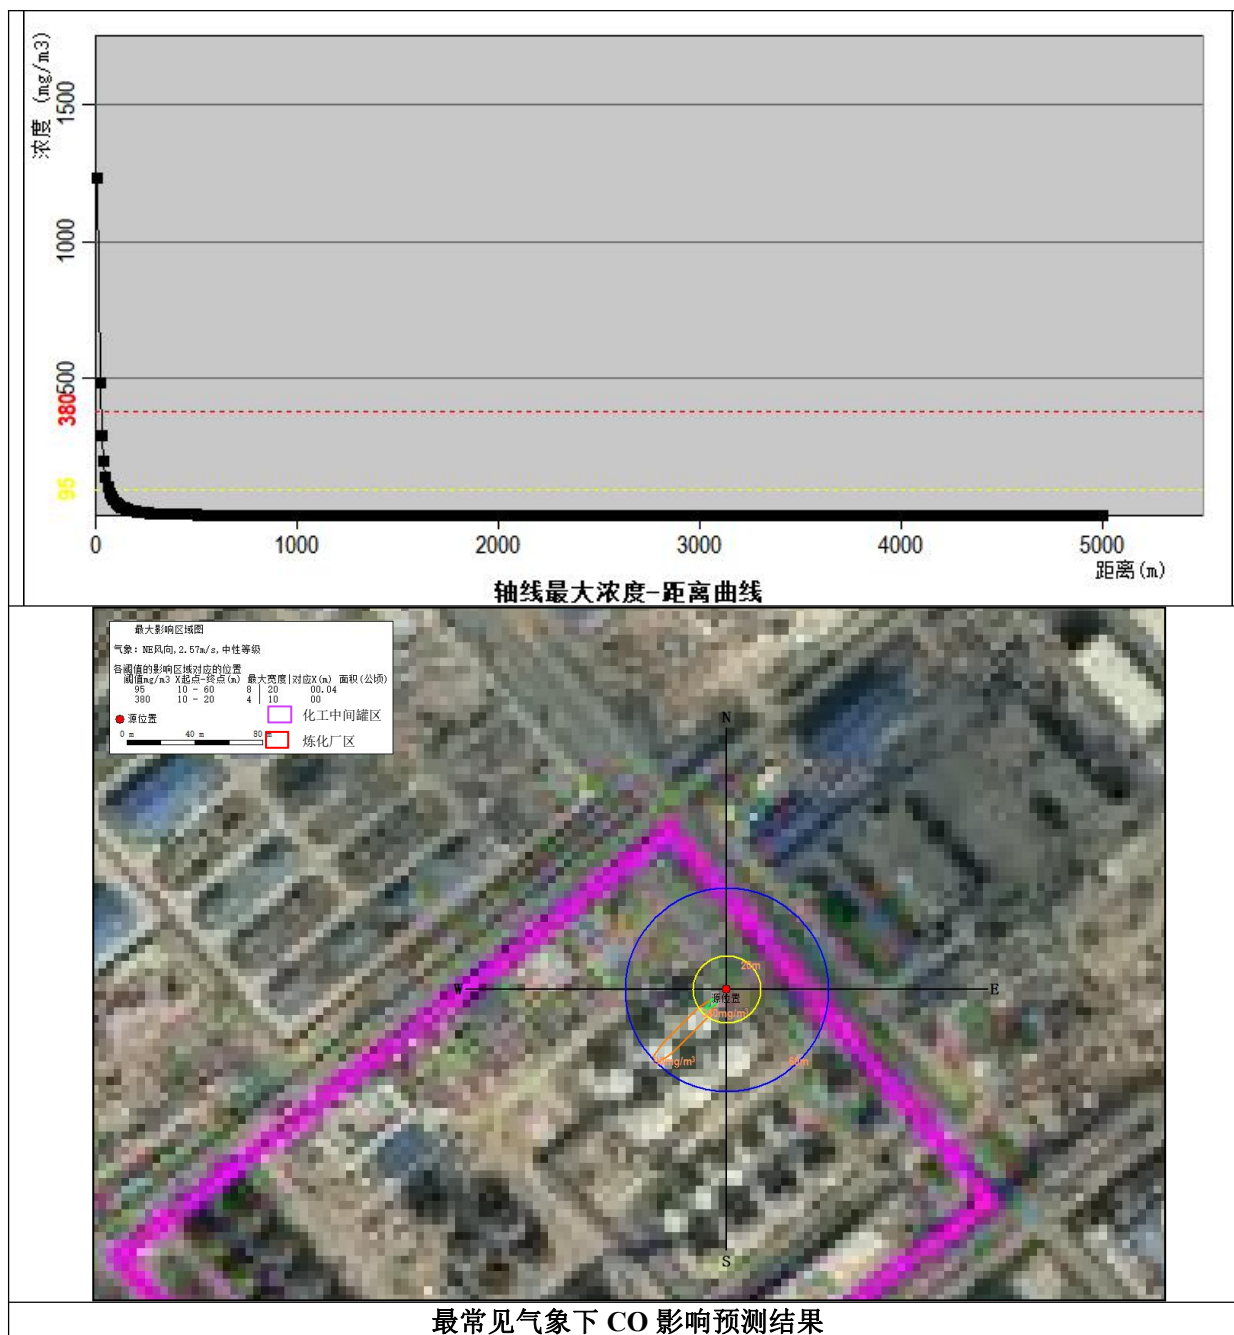 浓度 (mg/m3)
1500
1000
500
380
95
0 1000 2000 3000 4000 5000
距离(m)
轴线最大浓度-距离曲线
最大影响区域图
气象: NE风向,2.57m/s,中性等级
各阈值的影响区域对应的位置
阈值mg/m3 X起点-终点(m) 最大宽度|对应X(m) 面积(公顷)
95 10 - 60 8 | 20 00.04
380 10 - 20 4 | 10 00
源位置
化工中间罐区
0 m 40 m 80 m
炼化厂区
N
20m
W
E
源位置
mg/m³
mg/m³
60m
S
最常见气象下 CO 影响预测结果